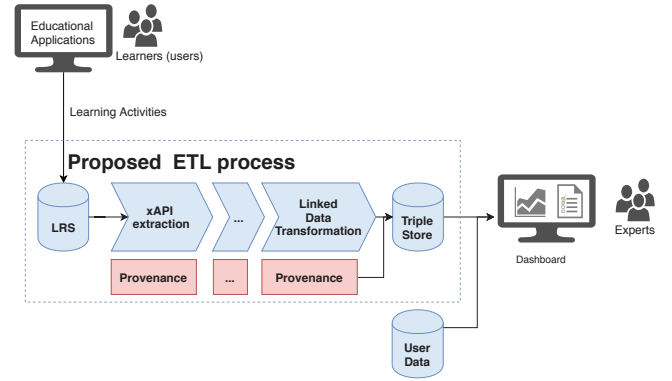 Educational
Applications
Learners (users)
Learning Activities
Proposed ETL process
LRS
xAPI
extraction
...
Linked
Data
Transformation
Triple
Store
Provenance
...
Provenance
Dashboard
Experts
User
Data